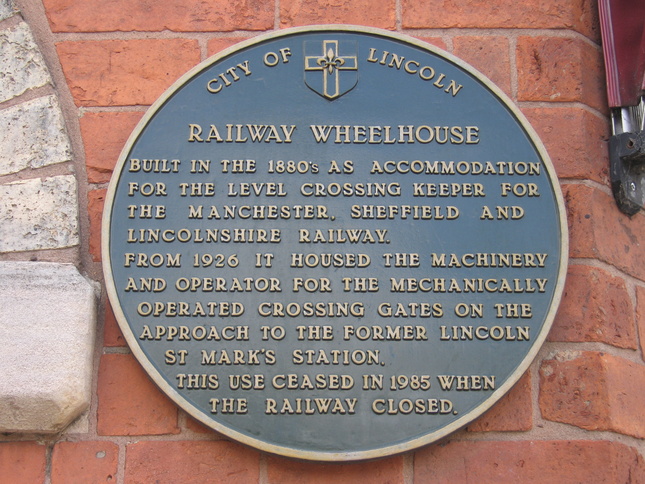 CITY OF LINCOLN
RAILWAY WHEELHOUSE
BUILT IN THE 1880's AS ACCOMMODATION
FOR THE LEVEL CROSSING KEEPER FOR
THE MANCHESTER, SHEFFIELD AND
LINCOLNSHIRE RAILWAY.
FROM 1926 IT HOUSED THE MACHINERY
AND OPERATOR FOR THE MECHANICALLY
OPERATED CROSSING GATES ON THE
APPROACH TO THE FORMER LINCOLN
ST MARK'S STATION.
THIS USE CEASED IN 1985 WHEN
THE RAILWAY CLOSED.